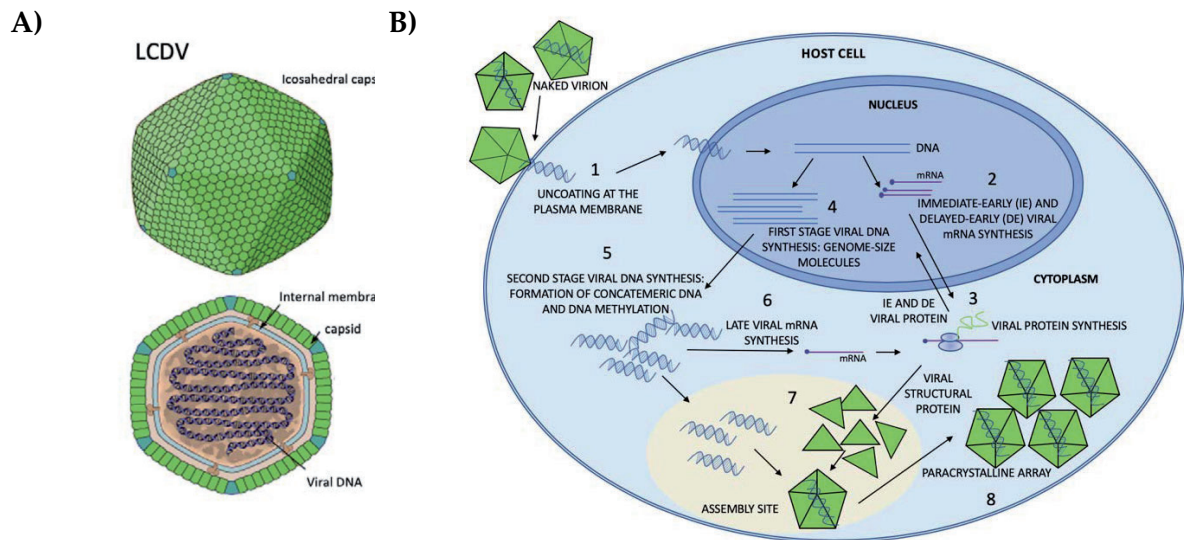 A)
LCDV
Icosahedral caps
Internal membra
capsid
Viral DNA
B)
HOST CELL
NAKED VIRION
NUCLEUS
DNA
mRNA
1
UNCOATING AT THE
PLASMA MEMBRANE
2
IMMEDIATE-EARLY (IE) AND
DELAYED-EARLY (DE) VIRAL
mRNA SYNTHESIS
4
FIRST STAGE VIRAL DNA
SYNTHESIS: GENOME-SIZE
MOLECULES
5
SECOND STAGE VIRAL DNA SYNTHESIS:
FORMATION OF CONCATEMERIC DNA
AND DNA METHYLATION
CYTOPLASM
6
LATE VIRAL mRNA
SYNTHESIS
mRNA
IE AND DE
VIRAL PROTEIN
3
VIRAL PROTEIN SYNTHESIS
7
VIRAL
STRUCTURAL
PROTEIN
ASSEMBLY SITE
PARACRYSTALLINE ARRAY
8